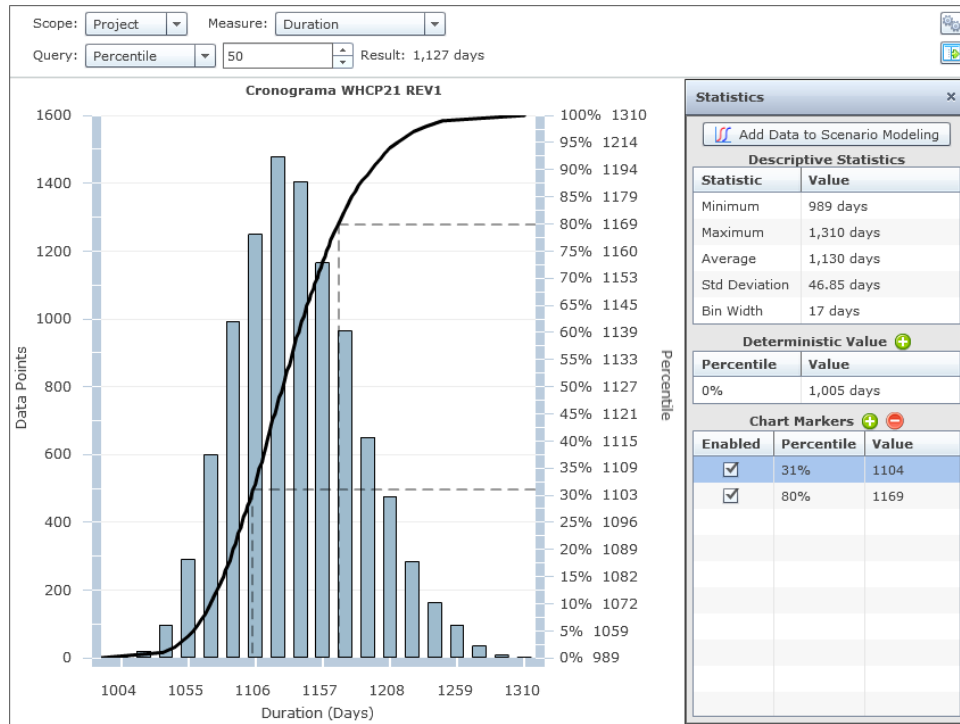 Scope: Project Measure: Duration
Query: Percentile 50 Result: 1,127 days
Cronograma WHCP21 REV1
Data Points
1600
1400
1200
1000
800
600
400
200
0
100% 1310
95% 1214
90% 1194
85% 1179
80% 1169
75% 1160
70% 1153
65% 1145
60% 1139
55% 1133
50% 1127
45% 1121
40% 1115
35% 1109
30% 1103
25% 1096
20% 1089
15% 1082
10% 1072
5% 1059
0% 989
Percentile
1004 1055 1106 1157 1208 1259 1310
Duration (Days)
Statistics
Add Data to Scenario Modeling
Descriptive Statistics
Statistic Value
Minimum 989 days
Maximum 1,310 days
Average 1,130 days
Std Deviation 46.85 days
Bin Width 17 days
Deterministic Value
Percentile Value
0% 1,005 days
Chart Markers
Enabled Percentile Value
31% 1104
80% 1169